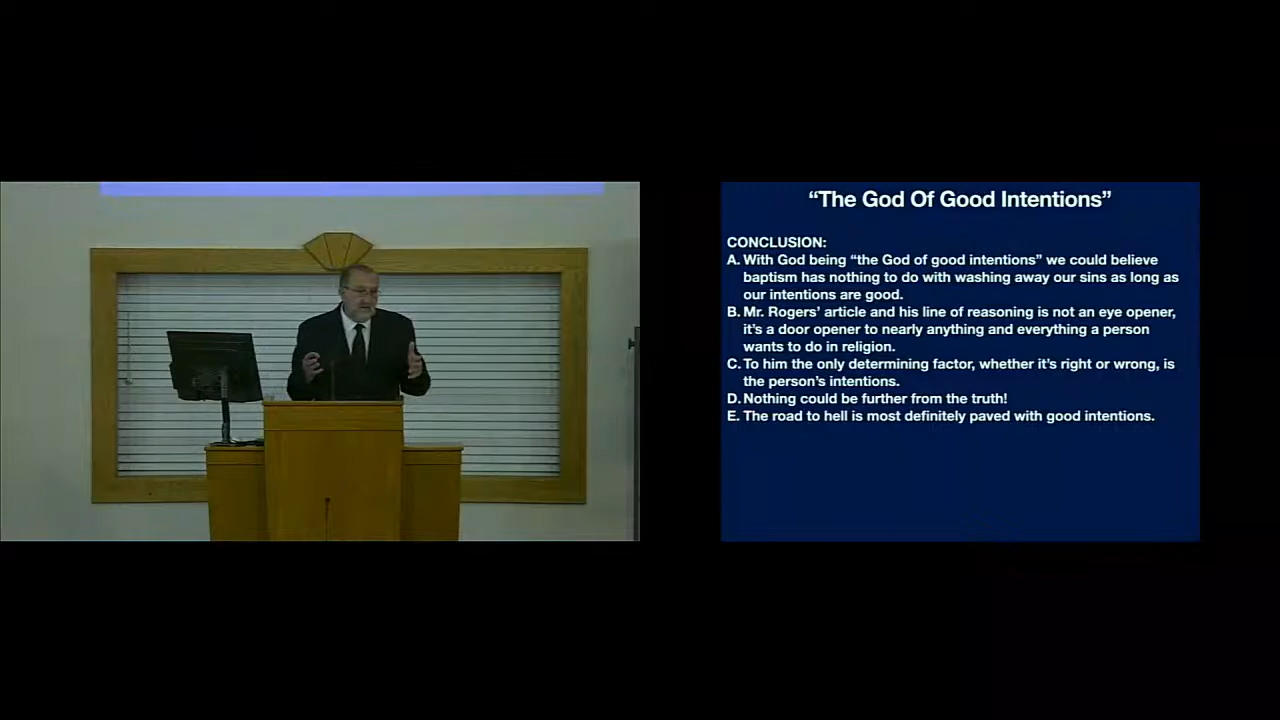 “The God Of Good Intentions”
CONCLUSION:
A. With God being “the God of good intentions” we could believe
baptism has nothing to do with washing away our sins as long as
our intentions are good.
B. Mr. Rogers’ article and his line of reasoning is not an eye opener,
it’s a door opener to nearly anything and everything a person
wants to do in religion.
C. To him the only determining factor, whether it’s right or wrong, is
the person’s intentions.
D. Nothing could be further from the truth!
E. The road to hell is most definitely paved with good intentions.